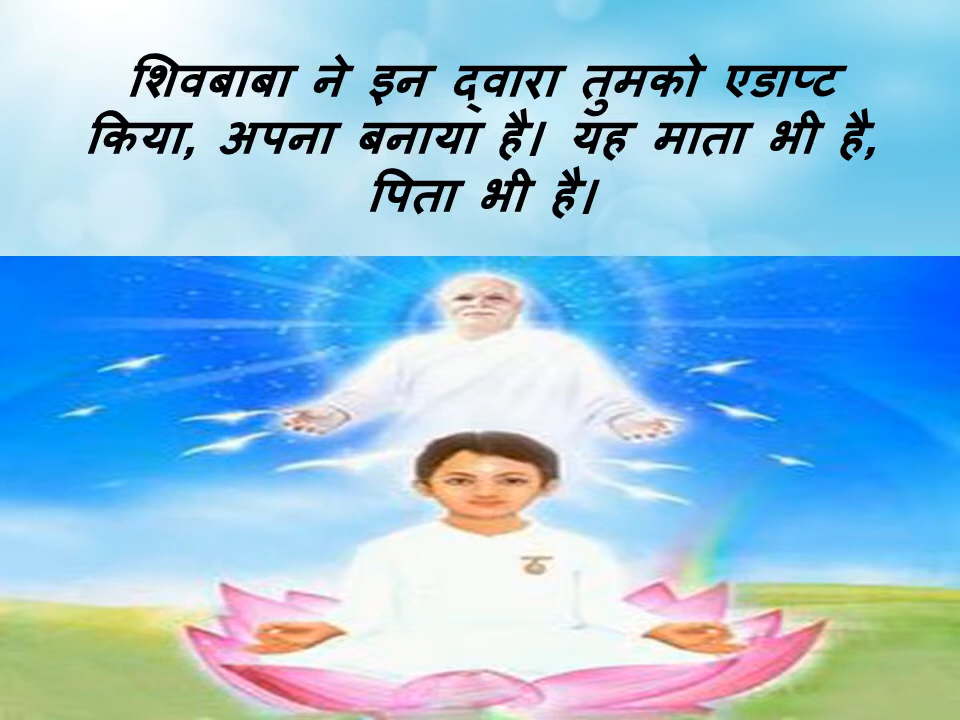 शिवबाबा ने इन द्वारा तुमको एडाप्ट
किया, अपना बनाया है। यह माता भी है,
पिता भी है।